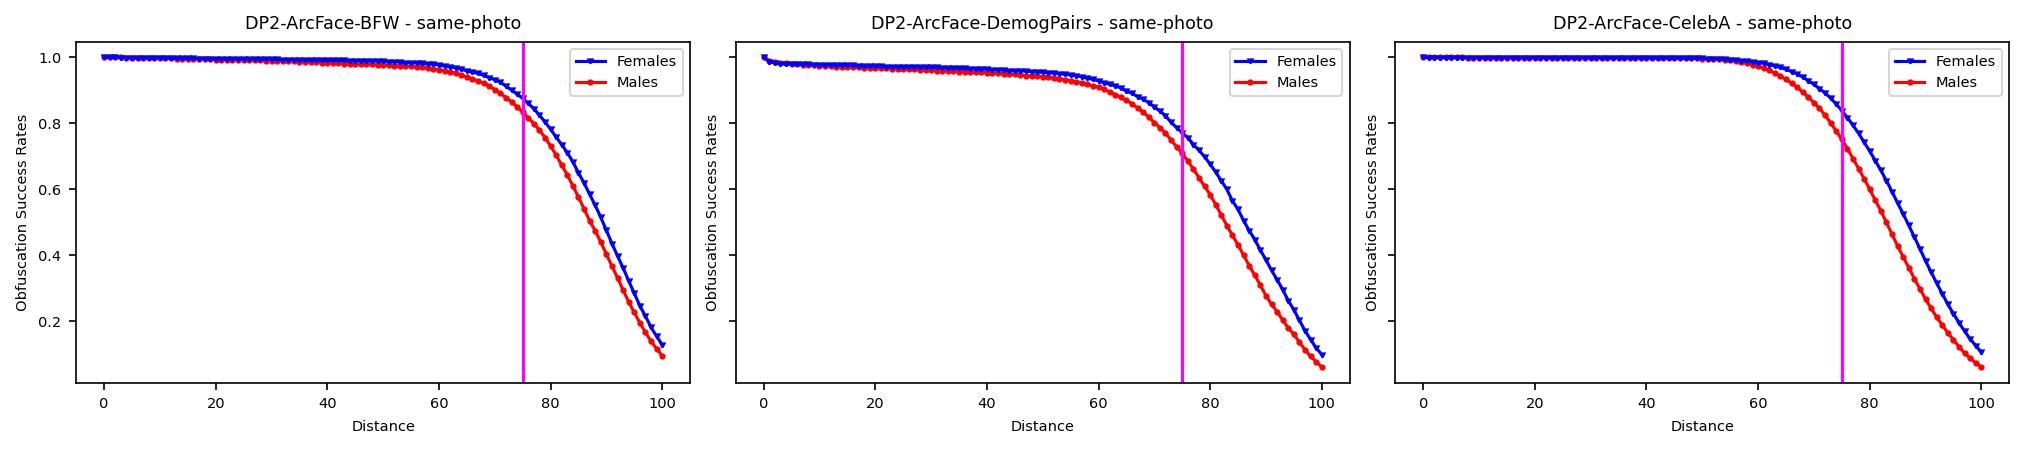 DP2-ArcFace-BFW - same-photo
Obfuscation Success Rates
1.0
0.8
0.6
0.4
0.2
Females
Males
0 20 40 60 80 100
Distance
DP2-ArcFace-DemogPairs - same-photo
Obfuscation Success Rates
Females
Males
0 20 40 60 80 100
Distance
DP2-ArcFace-CelebA - same-photo
Obfuscation Success Rates
Females
Males
0 20 40 60 80 100
Distance